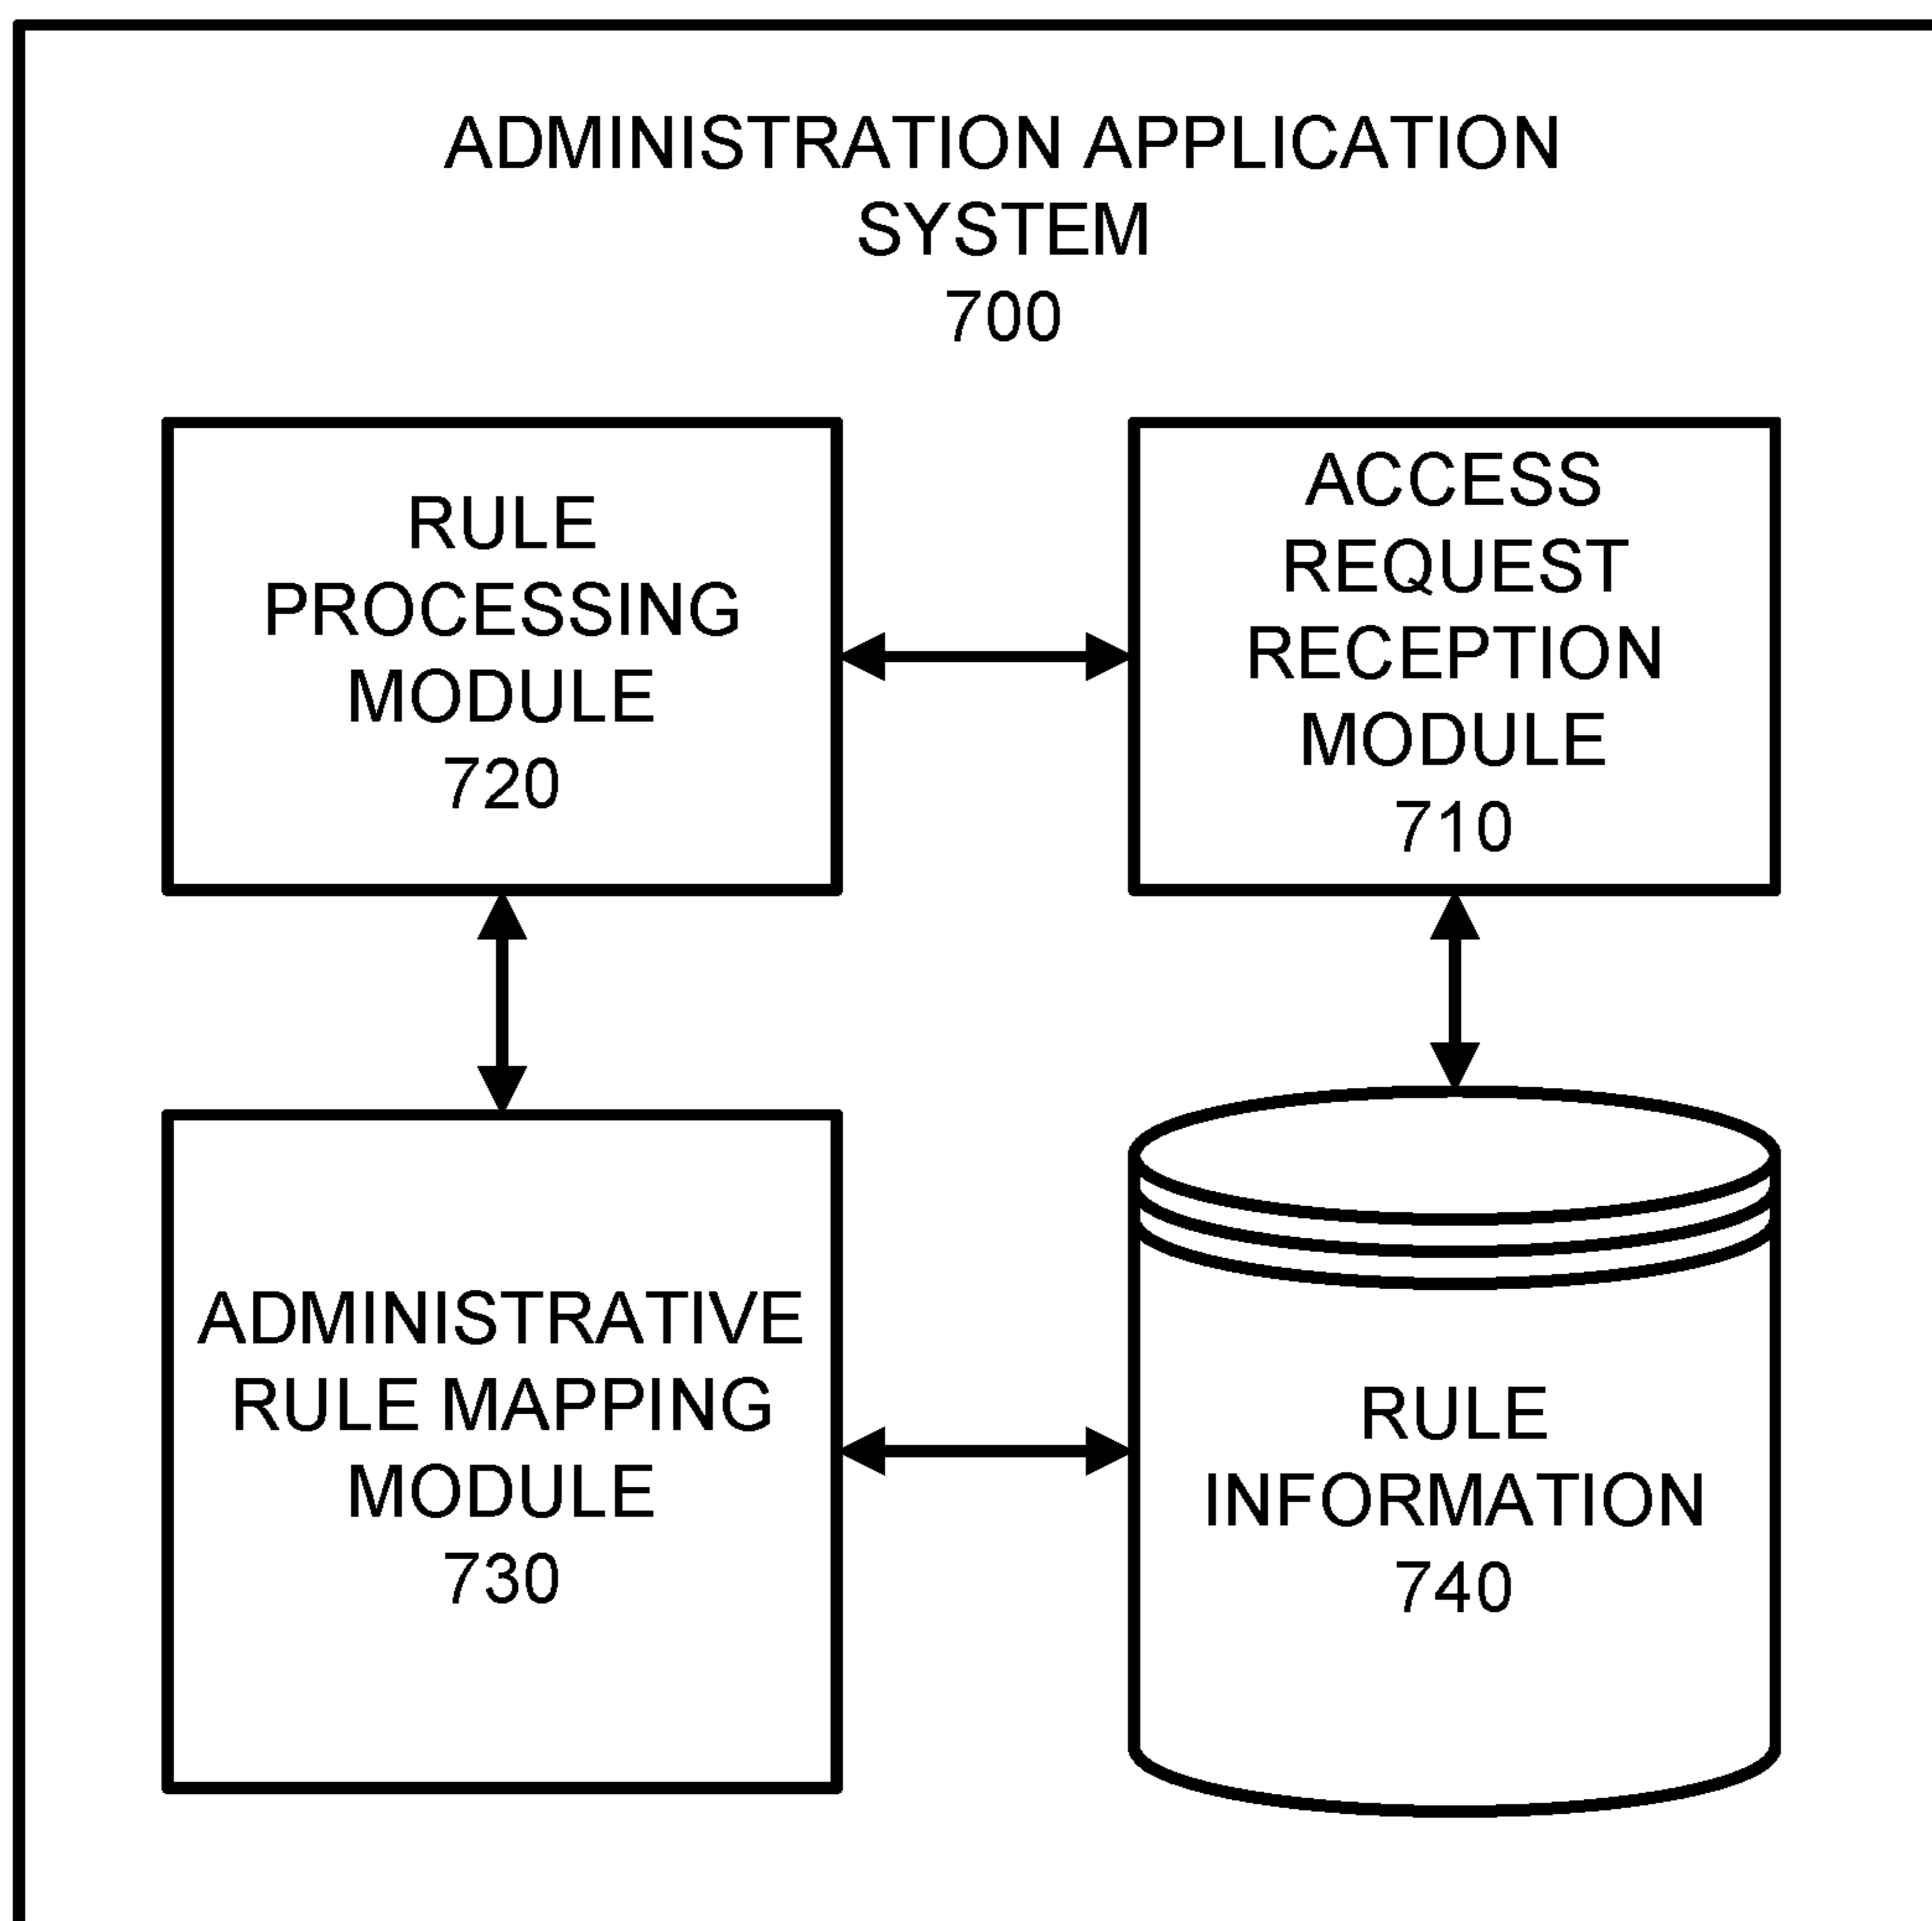 ADMINISTRATION APPLICATION
SYSTEM
700
RULE
PROCESSING
MODULE
720
ACCESS
REQUEST
RECEPTION
MODULE
710
ADMINISTRATIVE
RULE MAPPING
MODULE
730
RULE
INFORMATION
740